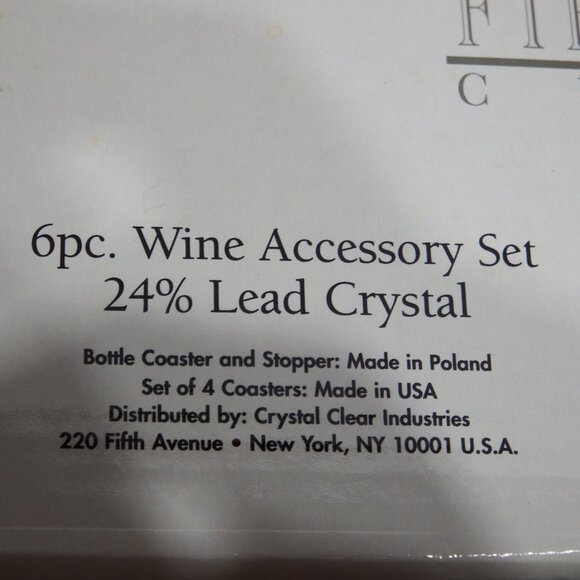 C
6pc. Wine Accessory Set
24% Lead Crystal
Bottle Coaster and Stopper: Made in Poland
Set of 4 Coasters: Made in USA
Distributed by: Crystal Clear Industries
220 Fifth Avenue • New York, NY 10001 U.S.A.